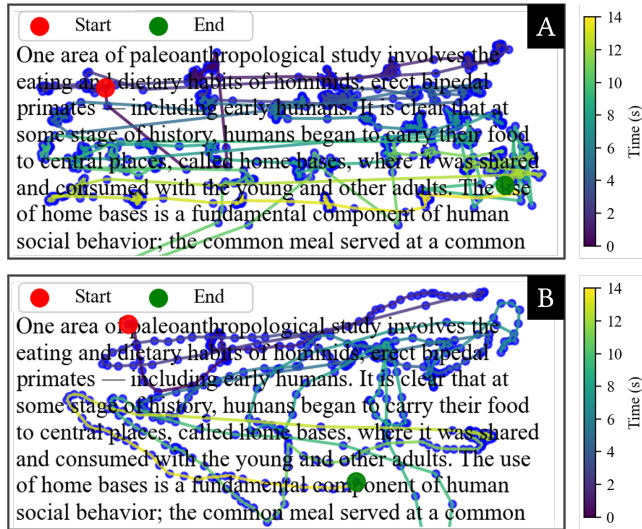 Start End A
One area of paleoanthropological study involves the
eating and dietary habits of hominids, erect bipedal
primates — including early humans. It is clear that at
some stage of history, humans began to carry their food
to central places, called home bases, where it was shared
and consumed with the young and other adults. The use
of home bases is a fundamental component of human
social behavior; the common meal served at a common
14
12
10
8
6
4
2
0
Time (s)
Start End B
One area of paleoanthropological study involves the
eating and dietary habits of hominids, erect bipedal
primates — including early humans. It is clear that at
some stage of history, humans began to carry their food
to central places, called home bases, where it was shared
and consumed with the young and other adults. The use
of home bases is a fundamental component of human
social behavior; the common meal served at a common
14
12
10
8
6
4
2
0
Time (s)